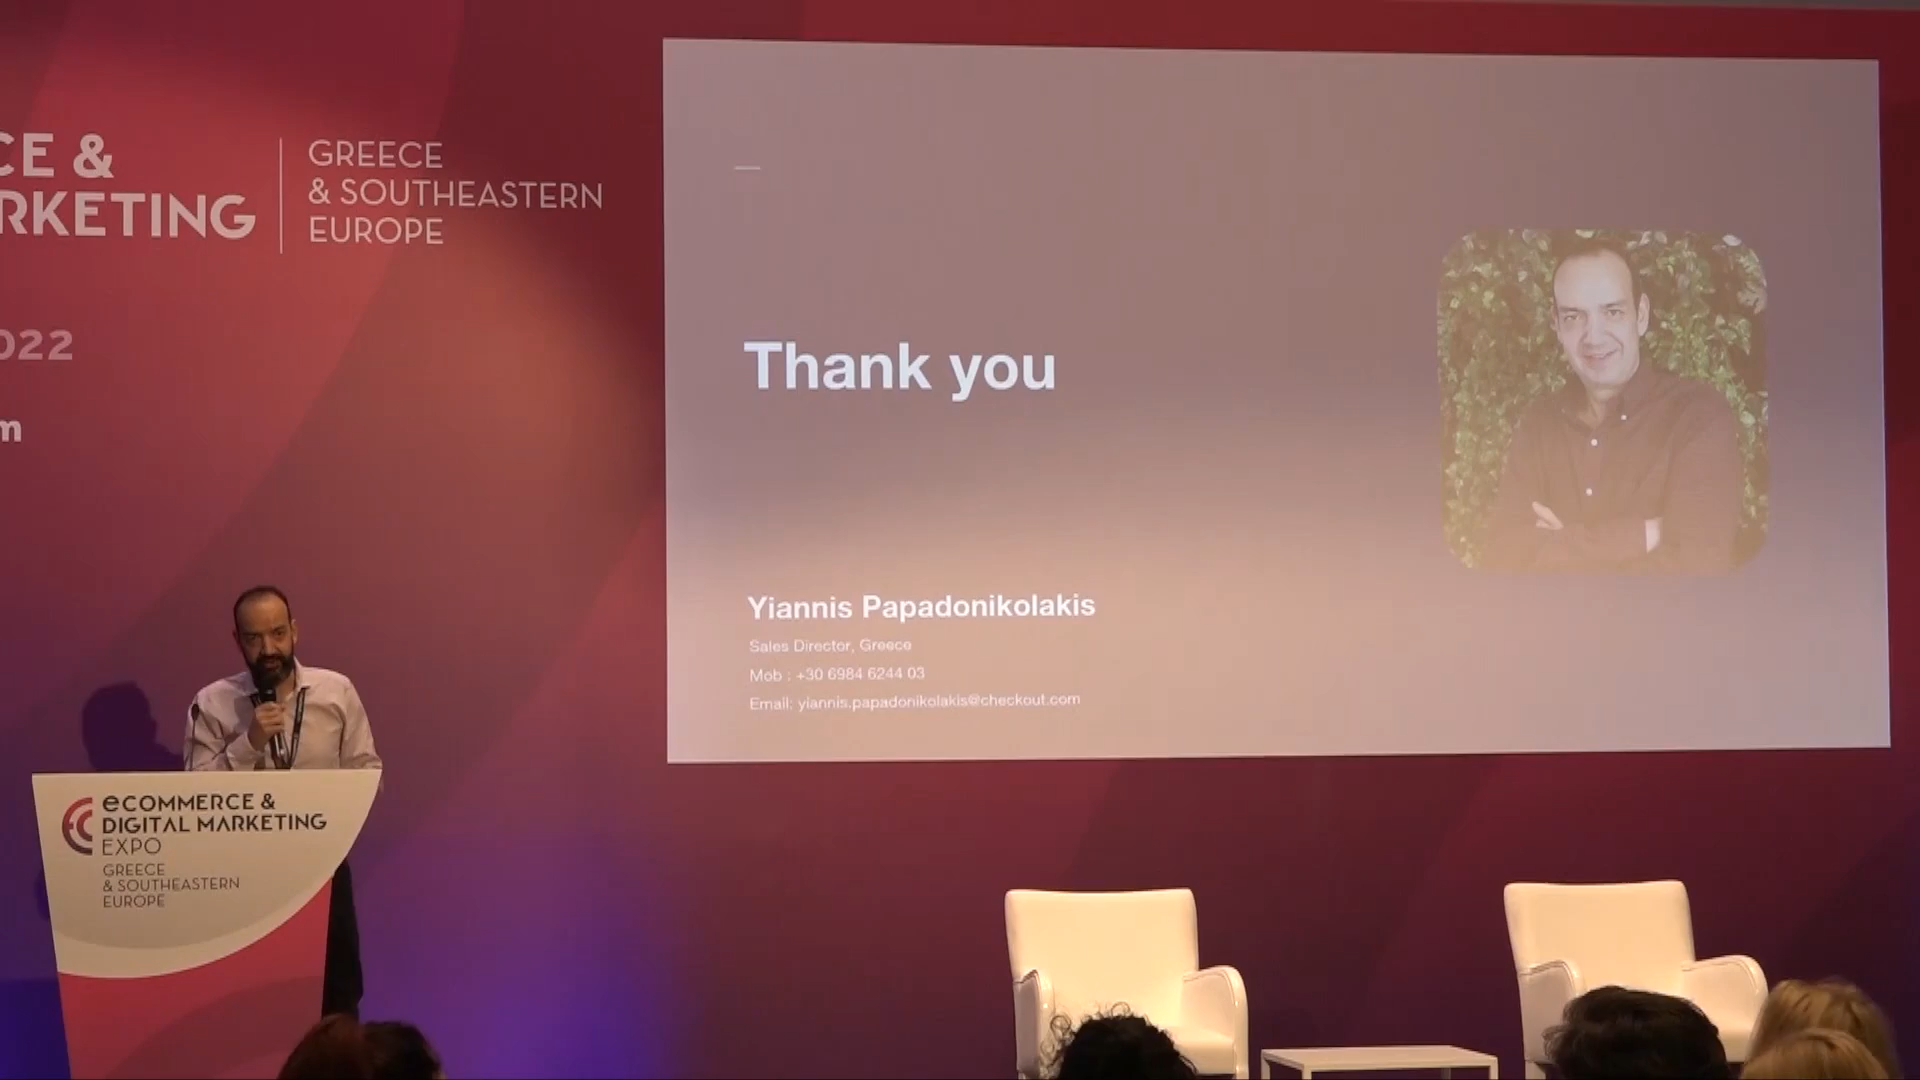 CE &
RKETING
GREECE
& SOUTHEASTERN
EUROPE
022
m
Thank you
Yiannis Papadonikolakis
Sales Director, Greece
Mob : +30 6984 6244 03
Email: yiannis.papadonikolakis@checkout.com
eCOMMERCE &
DIGITAL MARKETING
EXPO
GREECE
& SOUTHEASTERN
EUROPE